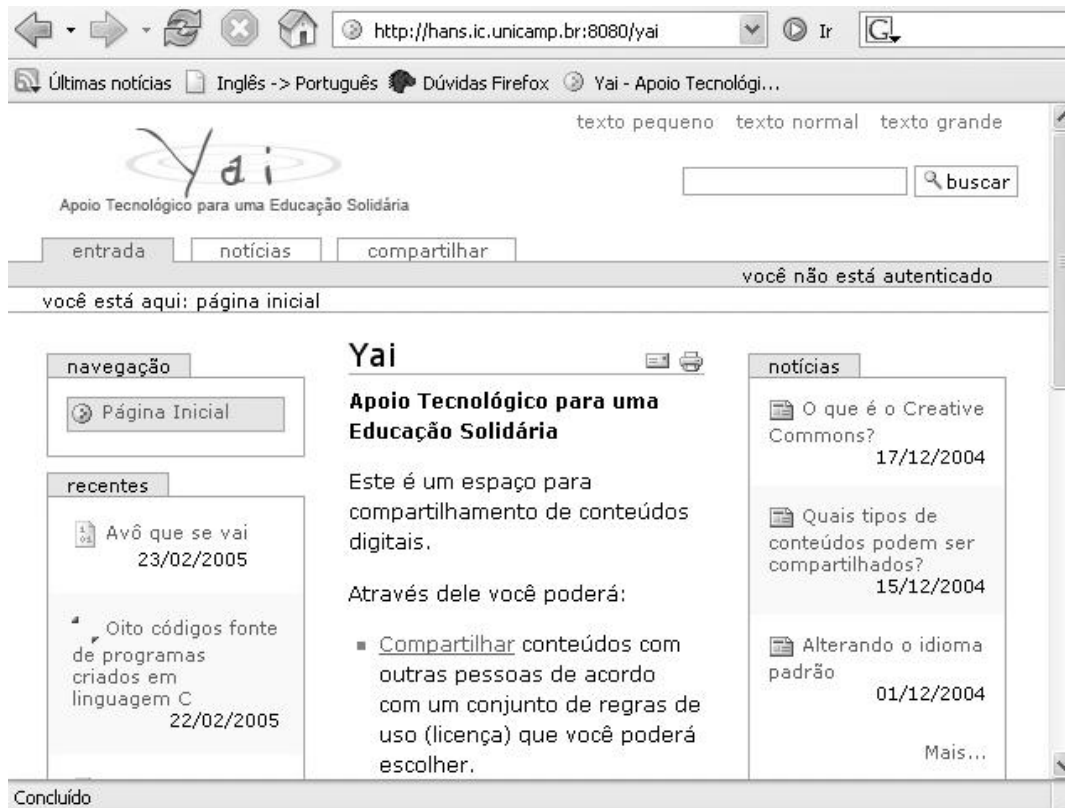 http://hans.ic.unicamp.br:8080/yai
Ir
G
Últimas notícias Inglês -> Português Dúvidas Firefox Yai - Apoio Tecnológi...
texto pequeno texto normal texto grande
Yai
Apoio Tecnológico para uma Educação Solidária
buscar
entrada notícias compartilhar
você não está autenticado
você está aqui: página inicial
navegação
Página Inicial
recentes
Avô que se vai
23/02/2005
Oito códigos fonte
de programas
criados em
linguagem C
22/02/2005
Yai
Apoio Tecnológico para uma
Educação Solidária
Este é um espaço para
compartilhamento de conteúdos
digitais.
Através dele você poderá:
Compartilhar conteúdos com
outras pessoas de acordo
com um conjunto de regras de
uso (licença) que você poderá
escolher.
notícias
O que é o Creative
Commons?
17/12/2004
Quais tipos de
conteúdos podem ser
compartilhados?
15/12/2004
Alterando o idioma
padrão
01/12/2004
Mais...
Concluído